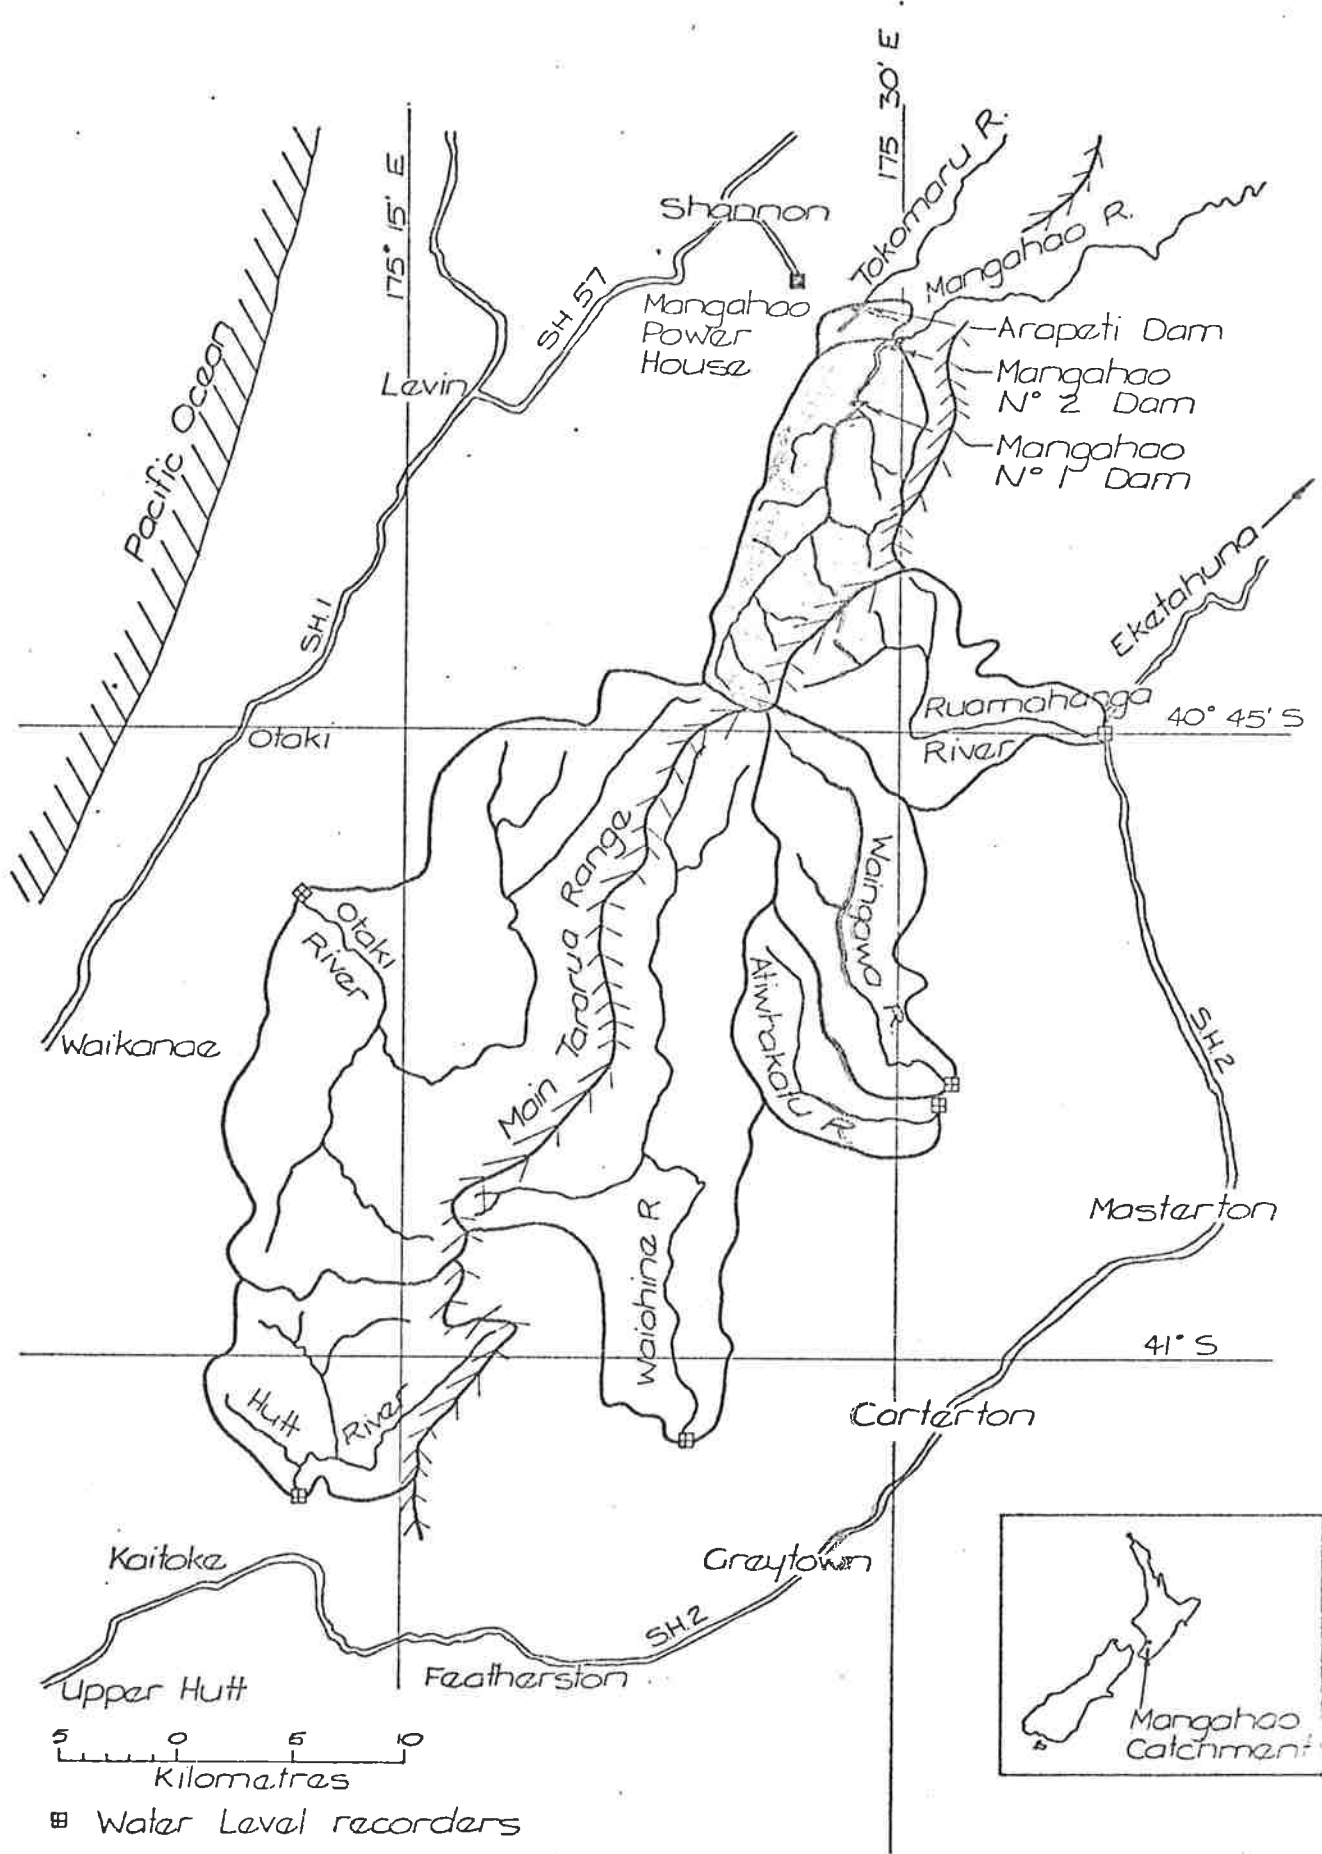 175° 15' E
175 30' E
Tokomaru R.
Shannon
Mangahao R.
SH 57
Mangahao
Power
House
Arapeti Dam
Mangahao
N° 2 Dam
Mangahao
N° 1 Dam
Levin
Pacific Ocean
SH.1
Eketahuna
Otaki
Ruamahanga
River
40° 45' S
Main Tararua Range
Waingawa R
Otaki
River
Atiwhakatu R
Waikanae
SH.2
Masterton
Waiohine R
41° S
Hutt
River
Carterton
Kaitoke
Greytown
SH.2
Featherston
Upper Hutt
5 0 5 10
Kilometres
Water Level recorders
Mangahao
Catchment